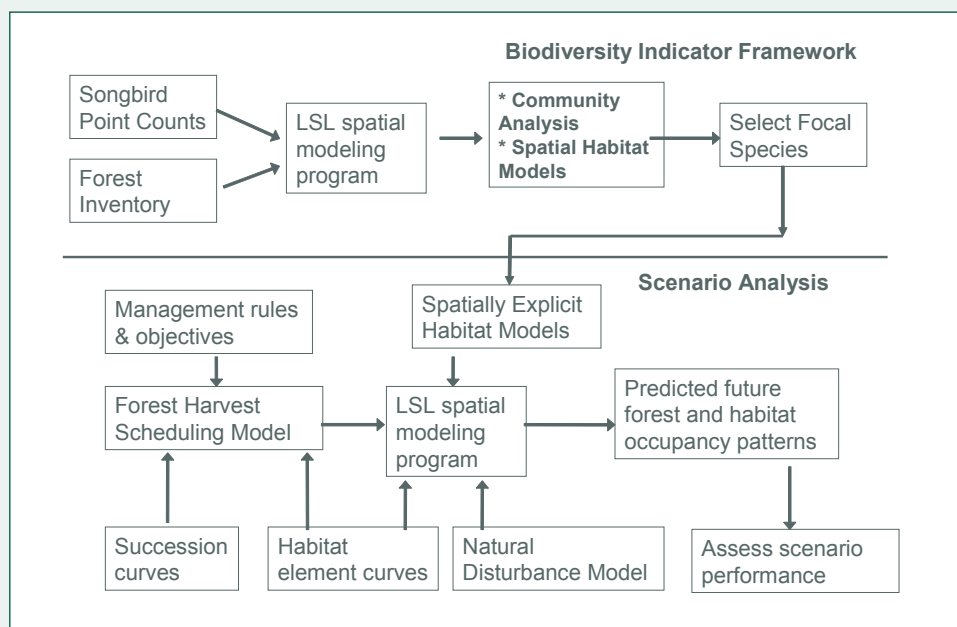 Biodiversity Indicator Framework
Songbird
Point Counts
Forest
Inventory
LSL spatial
modeling
program
* Community
Analysis
* Spatial Habitat
Models
Select Focal
Species
Scenario Analysis
Management rules
& objectives
Spatially Explicit
Habitat Models
Forest Harvest
Scheduling Model
LSL spatial
modeling
program
Predicted future
forest and habitat
occupancy patterns
Succession
curves
Habitat
element curves
Natural
Disturbance Model
Assess scenario
performance